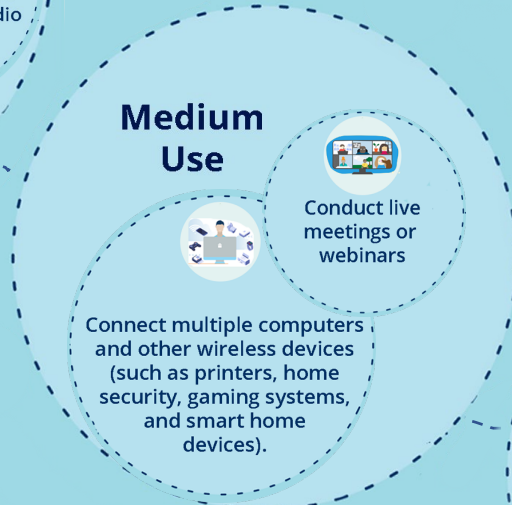 Medium
Use
Conduct live
meetings or
webinars
Connect multiple computers
and other wireless devices
(such as printers, home
security, gaming systems,
and smart home
devices).